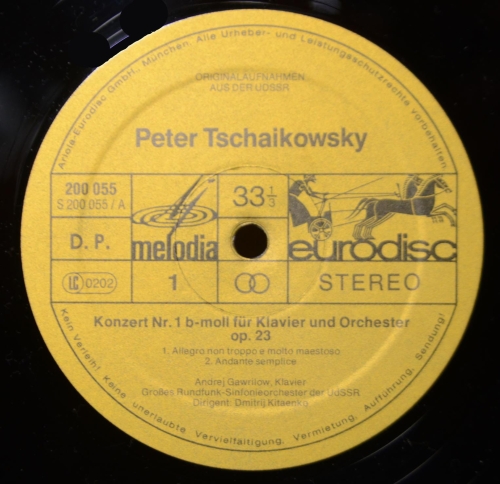 Ariola-Eurodisc GmbH., München. Alle Urheber- und Leistungsschutzrechte vorbehalten
ORIGINALAUFNAHMEN
AUS DER UDSSR
Peter Tschaikowsky
200 055
S 200 055 / A
33 1/3
D. P.
melodia
eurodisc
LC 0202
1
STEREO
Konzert Nr. 1 b-moll für Klavier und Orchester
op. 23
1. Allegro non troppo e molto maestoso
2. Andante semplice
Andrej Gawrilow, Klavier
Großes Rundfunk-Sinfonieorchester der UdSSR
Dirigent: Dmitrij Kitaenko
Kein Verleih! Keine unerlaubte Vervielfältigung, Vermietung, Aufführung, Sendung!